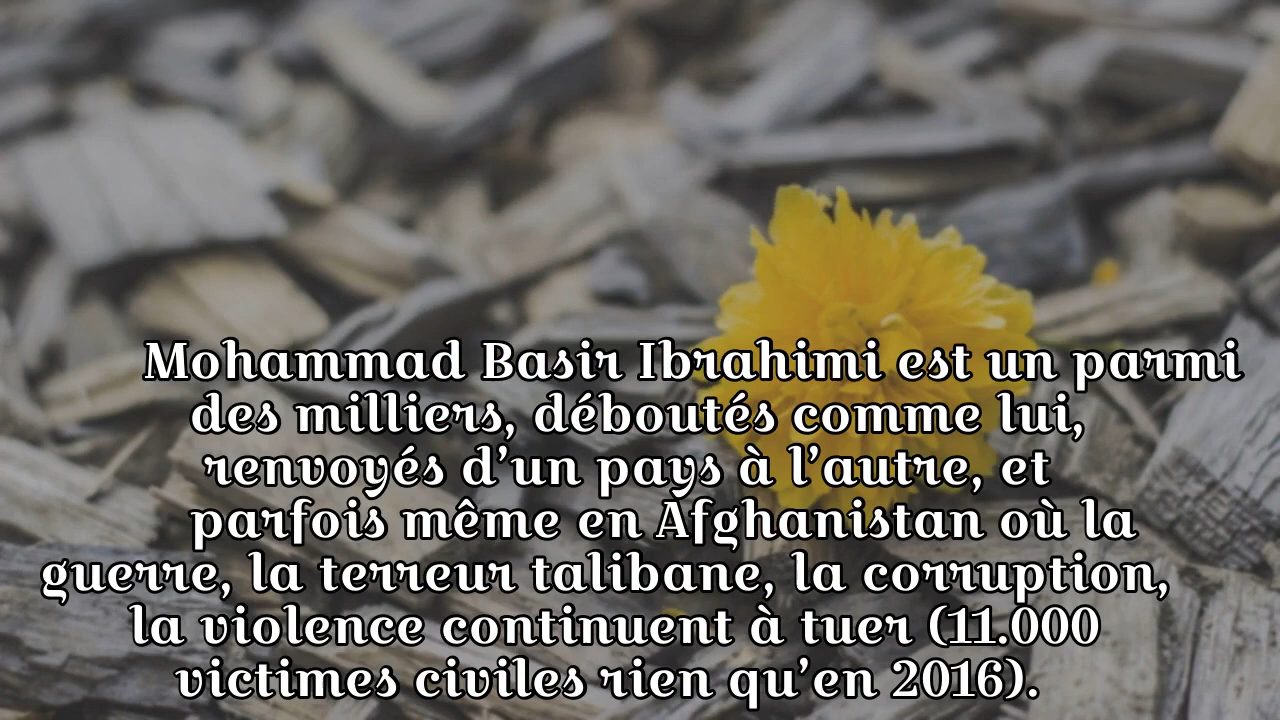 Mohammad Basir Ibrahimi est un parmi
des milliers, déboutés comme lui,
renvoyés d’un pays à l’autre, et
parfois même en Afghanistan où la
guerre, la terreur talibane, la corruption,
la violence continuent à tuer (11.000
victimes civiles rien qu’en 2016).